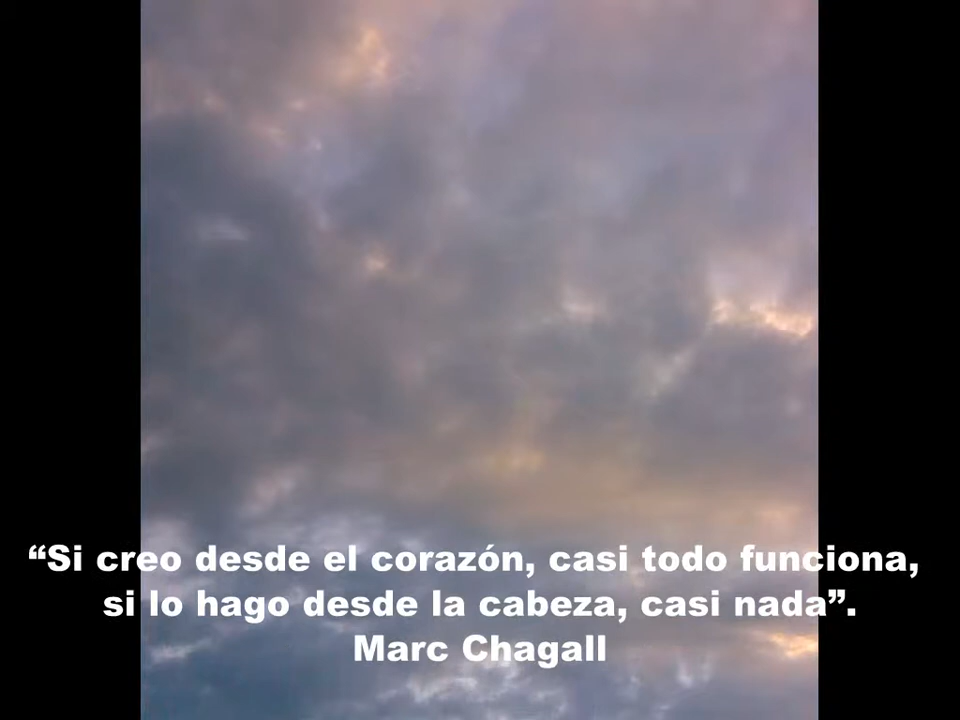 “Si creo desde el corazón, casi todo funciona,
si lo hago desde la cabeza, casi nada”.
Marc Chagall